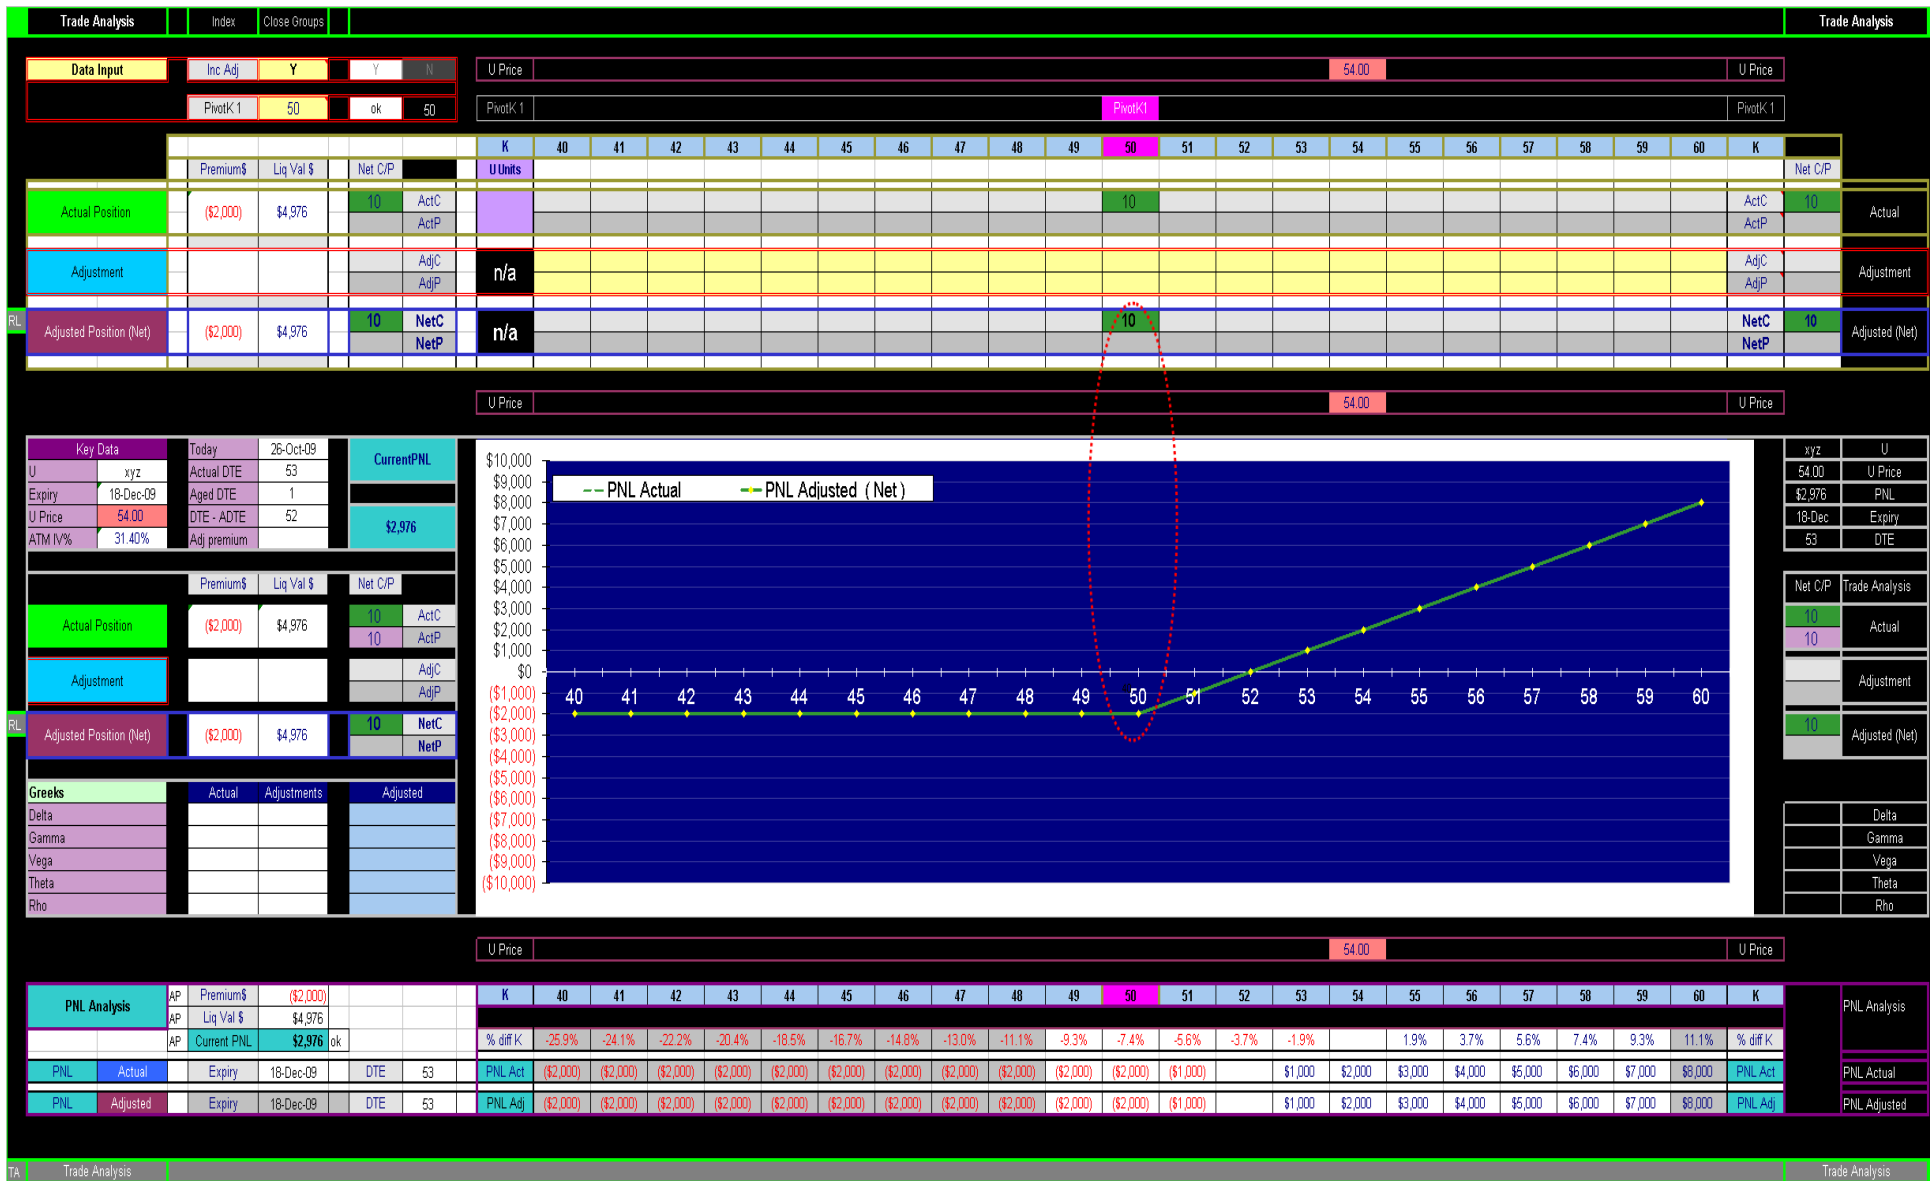 Trade Analysis Index Close Groups Trade Analysis
Data Input Inc Adj Y Y N U Price 54.00 U Price
PivotK 1 50 ok 50 PivotK 1 PivotK1 PivotK 1
K 40 41 42 43 44 45 46 47 48 49 50 51 52 53 54 55 56 57 58 59 60 K
Premium$ Liq Val $ Net C/P U Units Net C/P
Actual Position ($2,000) $4,976 10 ActC 10 ActC 10 Actual
ActP ActP
Adjustment AdjC n/a AdjC Adjustment
AdjP AdjP
RL Adjusted Position (Net) ($2,000) $4,976 10 NetC n/a 10 NetC 10 Adjusted (Net)
NetP NetP
U Price 54.00 U Price
Key Data Today 26-Oct-09 CurrentPNL xyz U
U xyz Actual DTE 53 54.00 U Price
Expiry 18-Dec-09 Aged DTE 1 $2,976 PNL
U Price 54.00 DTE - ADTE 52 $2,976 18-Dec Expiry
ATM IV% 31.40% Adj premium 53 DTE
Premium$ Liq Val $ Net C/P Net C/P Trade Analysis
Actual Position ($2,000) $4,976 10 ActC 10 Actual
10 ActP 10
Adjustment AdjC Adjustment
AdjP
RL Adjusted Position (Net) ($2,000) $4,976 10 NetC 10 Adjusted (Net)
NetP
Greeks Actual Adjustments Adjusted
Delta Delta
Gamma Gamma
Vega Vega
Theta Theta
Rho Rho
PNL Actual PNL Adjusted ( Net )
$10,000
$9,000
$8,000
$7,000
$6,000
$5,000
$4,000
$3,000
$2,000
$1,000
$0
($1,000)
40 41 42 43 44 45 46 47 48 49 50 51 52 53 54 55 56 57 58 59 60
($2,000)
($3,000)
($4,000)
($5,000)
($6,000)
($7,000)
($8,000)
($9,000)
($10,000)
U Price 54.00 U Price
PNL Analysis AP Premium$ ($2,000) K 40 41 42 43 44 45 46 47 48 49 50 51 52 53 54 55 56 57 58 59 60 K PNL Analysis
AP Liq Val $ $4,976
AP Current PNL $2,976 ok % diff K -25.9% -24.1% -22.2% -20.4% -18.5% -16.7% -14.8% -13.0% -11.1% -9.3% -7.4% -5.6% -3.7% -1.9% 1.9% 3.7% 5.6% 7.4% 9.3% 11.1% % diff K
PNL Actual Expiry 18-Dec-09 DTE 53 PNL Act ($2,000) ($2,000) ($2,000) ($2,000) ($2,000) ($2,000) ($2,000) ($2,000) ($2,000) ($2,000) ($2,000) ($1,000) $1,000 $2,000 $3,000 $4,000 $5,000 $6,000 $7,000 $8,000 PNL Act PNL Actual
PNL Adjusted Expiry 18-Dec-09 DTE 53 PNL Adj ($2,000) ($2,000) ($2,000) ($2,000) ($2,000) ($2,000) ($2,000) ($2,000) ($2,000) ($2,000) ($2,000) ($1,000) $1,000 $2,000 $3,000 $4,000 $5,000 $6,000 $7,000 $8,000 PNL Adj PNL Adjusted
TA Trade Analysis Trade Analysis